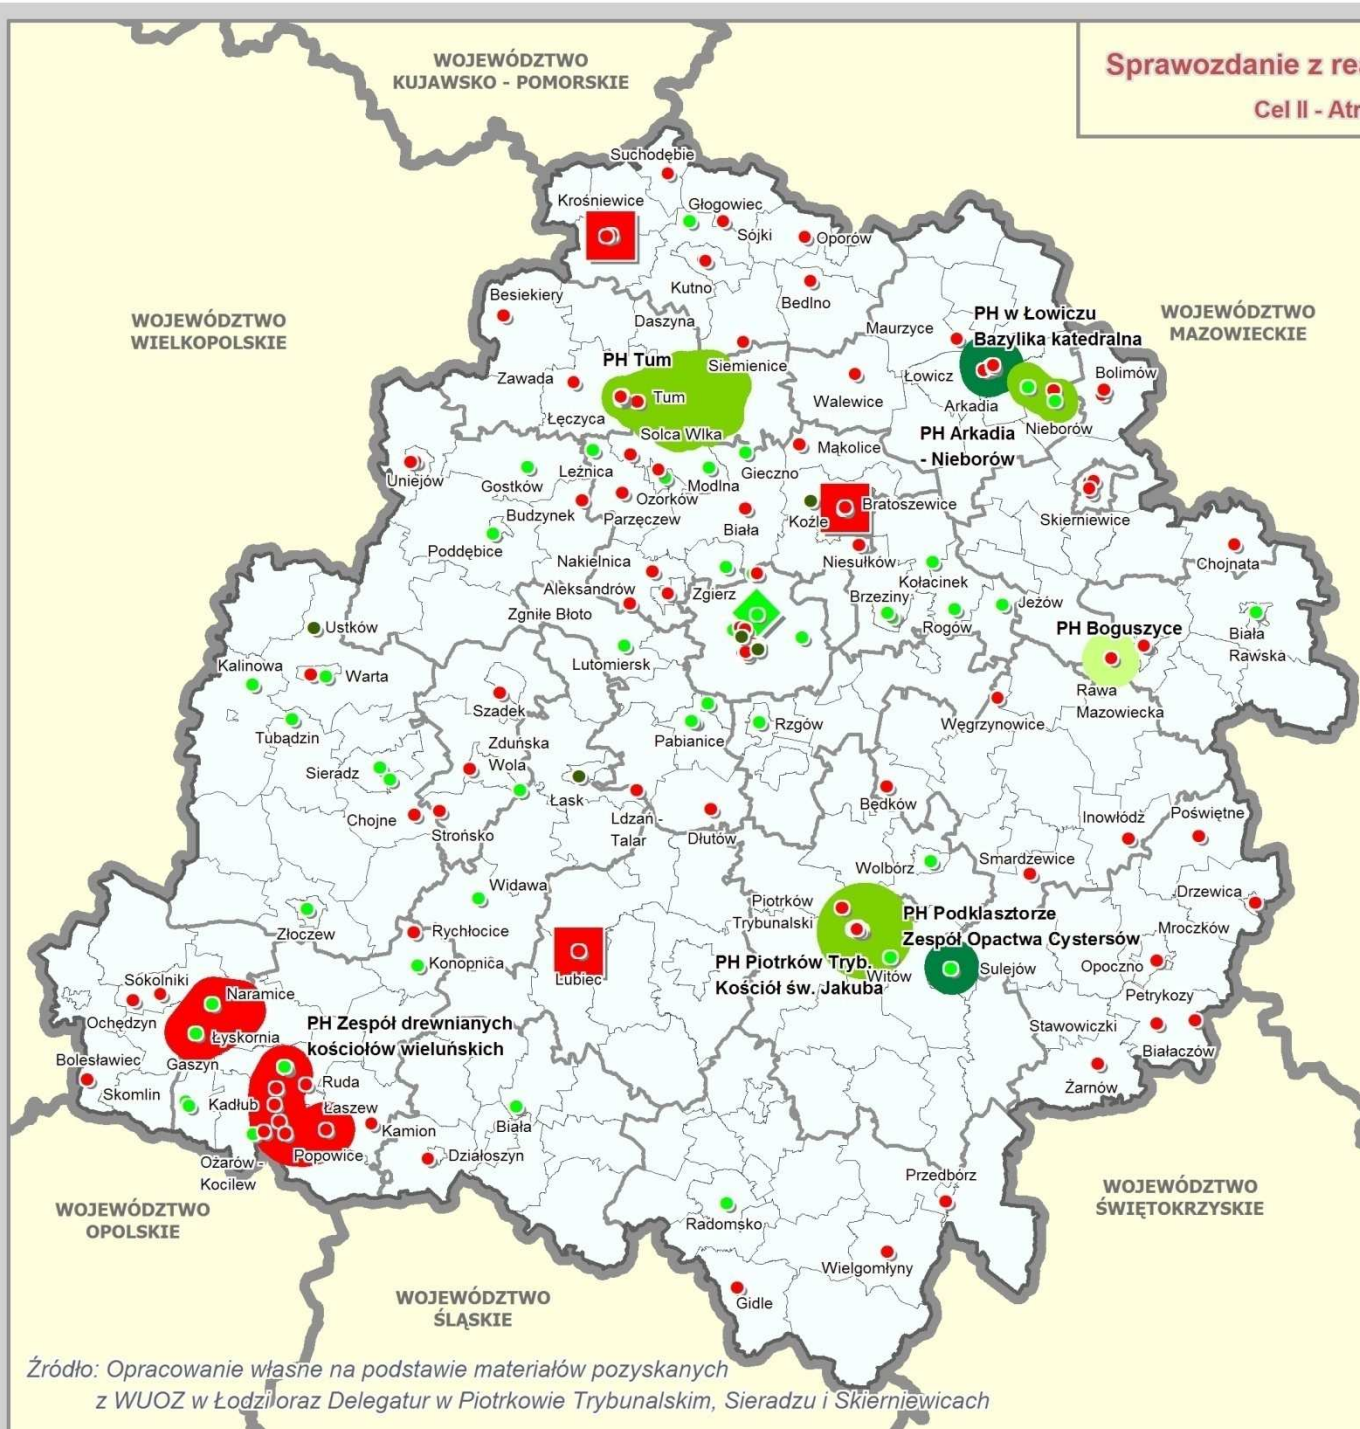 WOJEWÓDZTWO
KUJAWSKO - POMORSKIE
Sprawozdanie z rea
Cel II - Atr
Suchodębie
Krośniewice
Głogowiec
Sójki
Oporów
Kutno
Bedlno
Besiekiery
Daszyna
Maurzyce
PH w Łowiczu
Bazylika katedralna
WOJEWÓDZTWO
WIELKOPOLSKIE
WOJEWÓDZTWO
MAZOWIECKIE
PH Tum
Siemienice
Zawada
Łowicz
Bolimów
Tum
Walewice
Arkadia
Łęczyca
Nieborów
Solca Wlka
PH Arkadia
- Nieborów
Mąkolice
Uniejów
Leźnica
Gieczno
Gostków
Modlna
Ozorków
Bratoszewice
Budzynek
Parzęczew
Koźle
Biała
Skierniewice
Poddębice
Nakielnica
Niesułków
Chojnata
Kołacinek
Aleksandrów
Zgierz
Brzeziny
Jeżów
Zgniłe Błoto
Rogów
Ustków
PH Boguszyce
Biała
Rawska
Kalinowa
Lutomiersk
Warta
Rawa
Mazowiecka
Szadek
Węgrzynowice
Tubądzin
Pabianice
Rzgów
Zduńska
Wola
Sieradz
Łask
Będków
Chojne
Strońsko
Ldzań -
Talar
Dłutów
Inowłódz
Poświętne
Wolbórz
Smardzewice
Widawa
Drzewica
Piotrków
Trybunalski
PH Podklasztorze
Zespół Opactwa Cystersów
Złoczew
Rychłocice
Mroczków
Konopnica
PH Piotrków Tryb.
Kościół św. Jakuba
Witów
Sulejów
Opoczno
Lubiec
Sokolniki
Naramice
Petrykozy
Ochędzyn
Łyskornia
PH Zespół drewnianych
kościołów wieluńskich
Stawowiczki
Białaczów
Bolesławiec
Gaszyn
Żarnów
Skomlin
Ruda
Kadłub
Łaszew
Kamion
Biała
Popowice
Działoszyn
Ożarów -
Kocilew
Przedbórz
WOJEWÓDZTWO
OPOLSKIE
Radomsko
WOJEWÓDZTWO
ŚWIĘTOKRZYSKIE
Wielgomłyny
Gidle
WOJEWÓDZTWO
ŚLĄSKIE
Źródło: Opracowanie własne na podstawie materiałów pozyskanych
z WUOZ w Łodzi oraz Delegatur w Piotrkowie Trybunalskim, Sieradzu i Skierniewicach